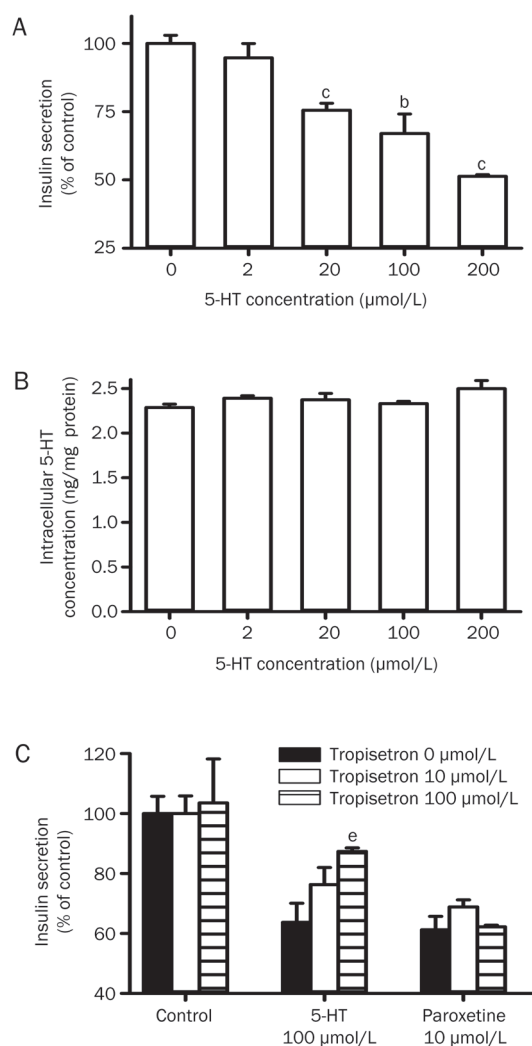 A
Insulin secretion
(% of control)
100
75
50
25
c
b
c
0 2 20 100 200
5-HT concentration (µmol/L)
B
Intracellular 5-HT
concentration (ng/mg protein)
2.5
2.0
1.5
1.0
0.5
0.0
0 2 20 100 200
5-HT concentration (µmol/L)
C
Insulin secretion
(% of control)
120
100
80
60
40
Tropisetron 0 µmol/L
Tropisetron 10 µmol/L
Tropisetron 100 µmol/L
e
Control 5-HT Paroxetine
100 µmol/L 10 µmol/L